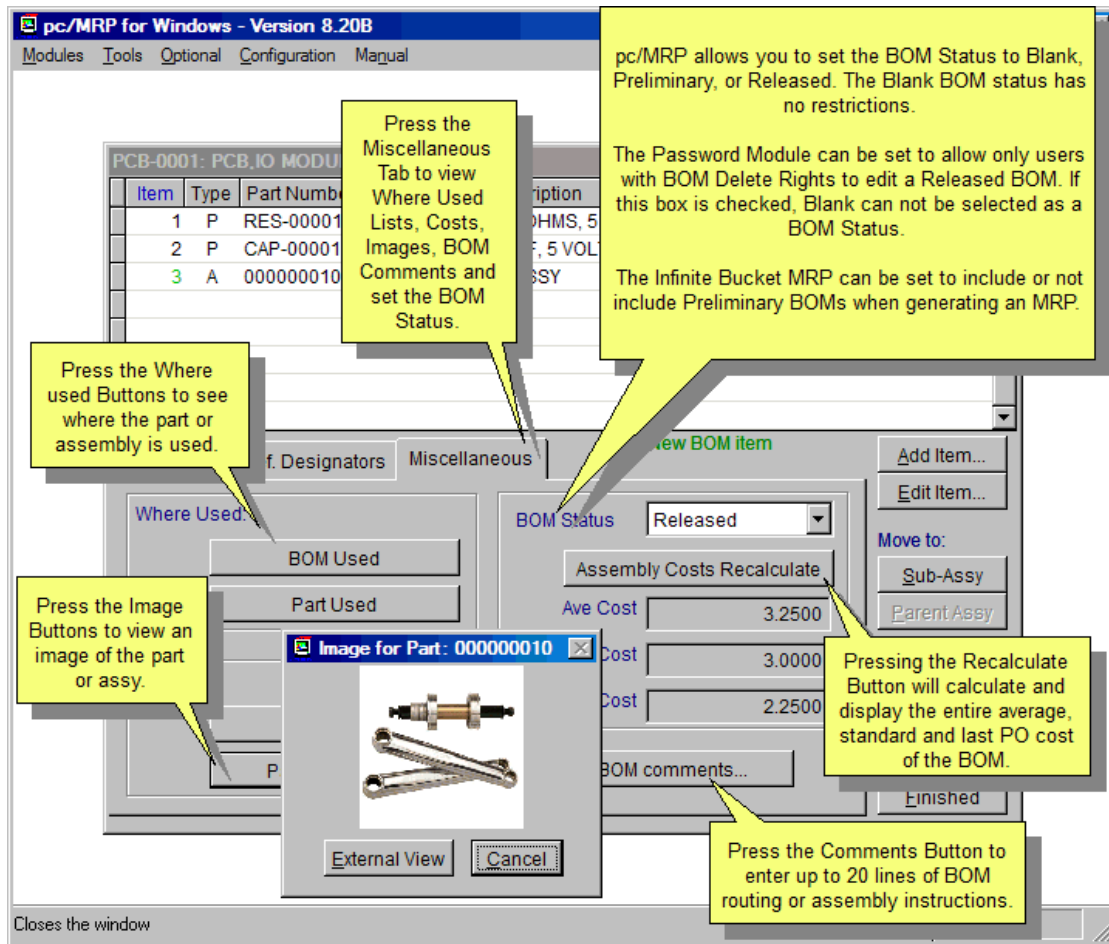 pc/MRP for Windows - Version 8.20B
Modules Tools Optional Configuration Manual
pc/MRP allows you to set the BOM Status to Blank,
Preliminary, or Released. The Blank BOM status has
no restrictions.
The Password Module can be set to allow only users
with BOM Delete Rights to edit a Released BOM. If
this box is checked, Blank can not be selected as a
BOM Status.
The Infinite Bucket MRP can be set to include or not
include Preliminary BOMs when generating an MRP.
Press the
Miscellaneous
Tab to view
Where Used
Lists, Costs,
Images, BOM
Comments and
set the BOM
Status.
PCB-0001: PCB,IO
Item Type Part
1 P RES-00001 OHMS, 5
2 P CAP-00001 5 VOL
3 A 000000010
Press the Where
used Buttons to see
where the part or
assembly is used.
BOM item
Designators Miscellaneous
Add Item...
Edit Item...
Where Used:
BOM Status Released
Move to:
BOM Used
Assembly Costs Recalculate
Sub-Assy
Part Used
Ave Cost 3.2500
Parent Assy
Press the Image
Buttons to view an
image of the part
or assy.
Image for Part: 000000010
Cost 3.0000
Cost 2.2500
Pressing the Recalculate
Button will calculate and
display the entire average,
standard and last PO cost
of the BOM.
BOM comments...
Finished
External View Cancel
Press the Comments Button to
enter up to 20 lines of BOM
routing or assembly instructions.
Closes the window